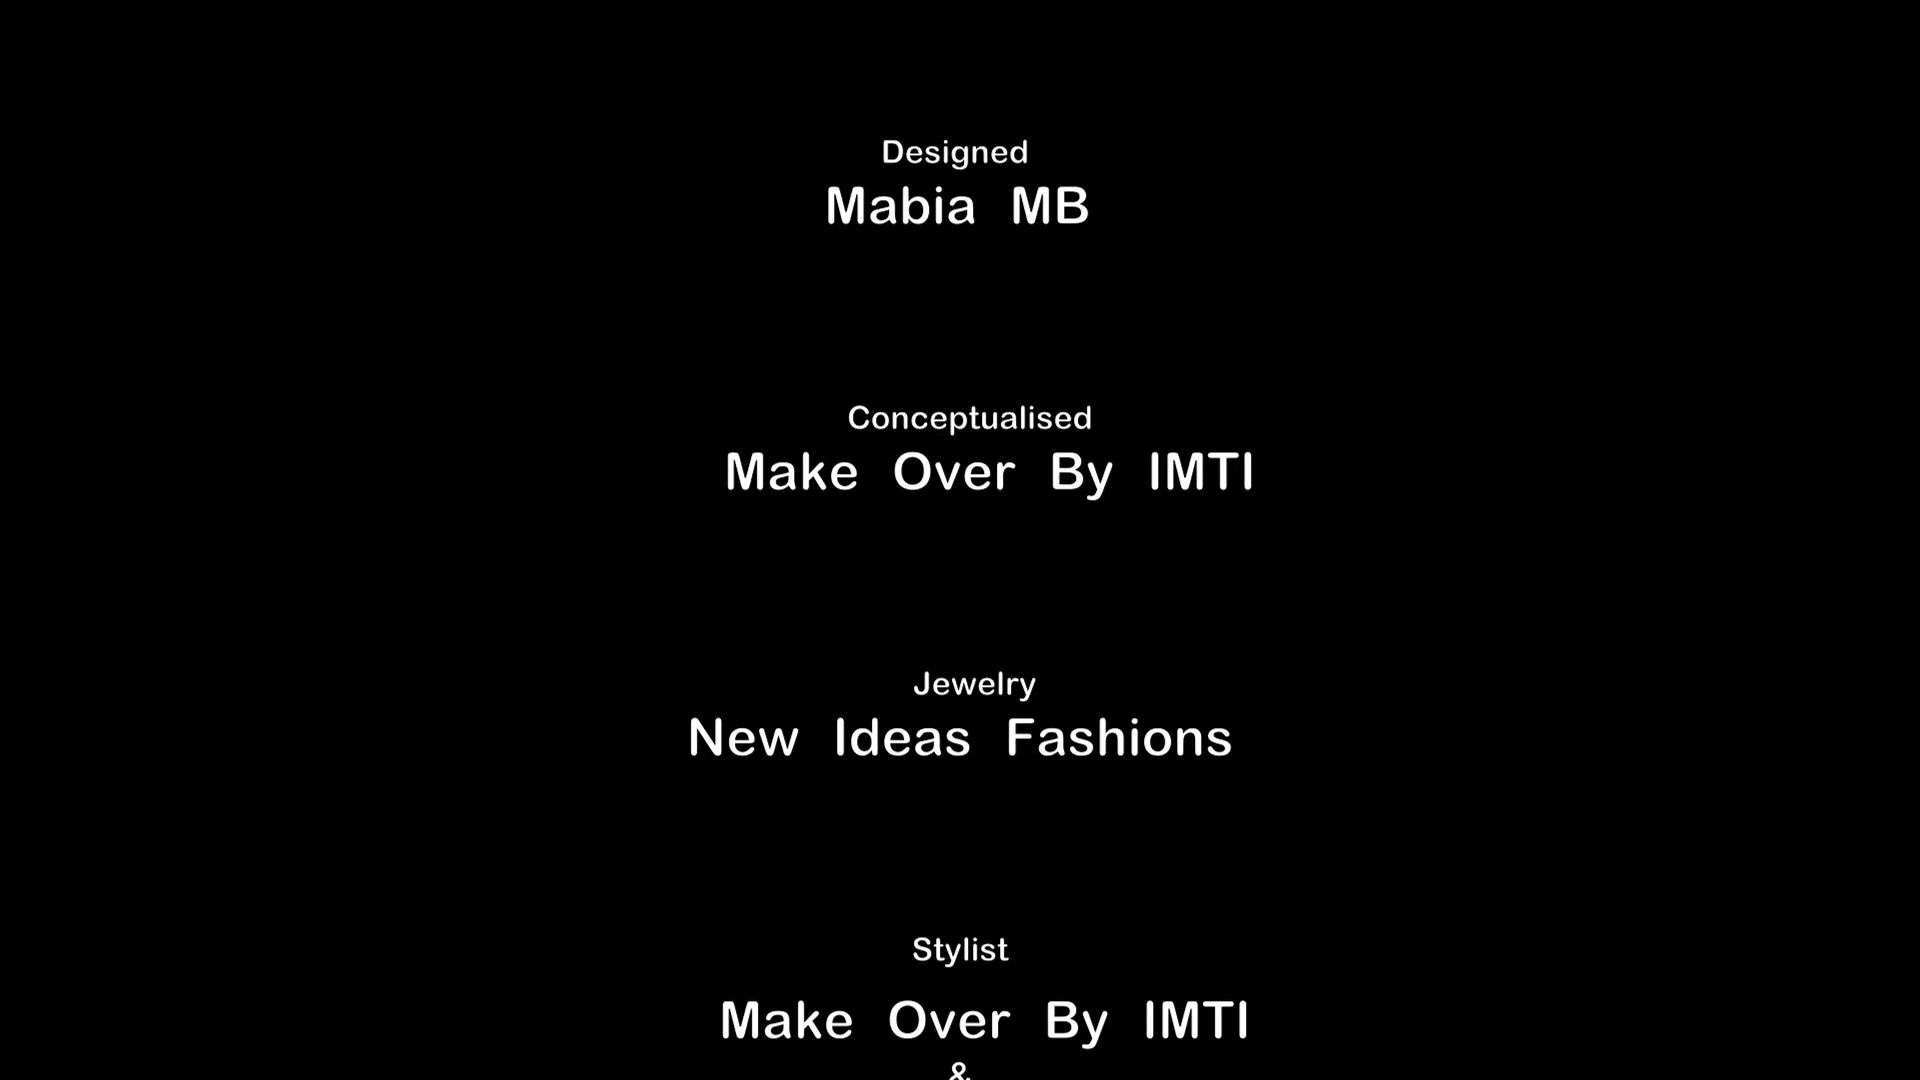 Designed
Mabia MB
Conceptualised
Make Over By IMTI
Jewelry
New Ideas Fashions
Stylist
Make Over By IMTI
&